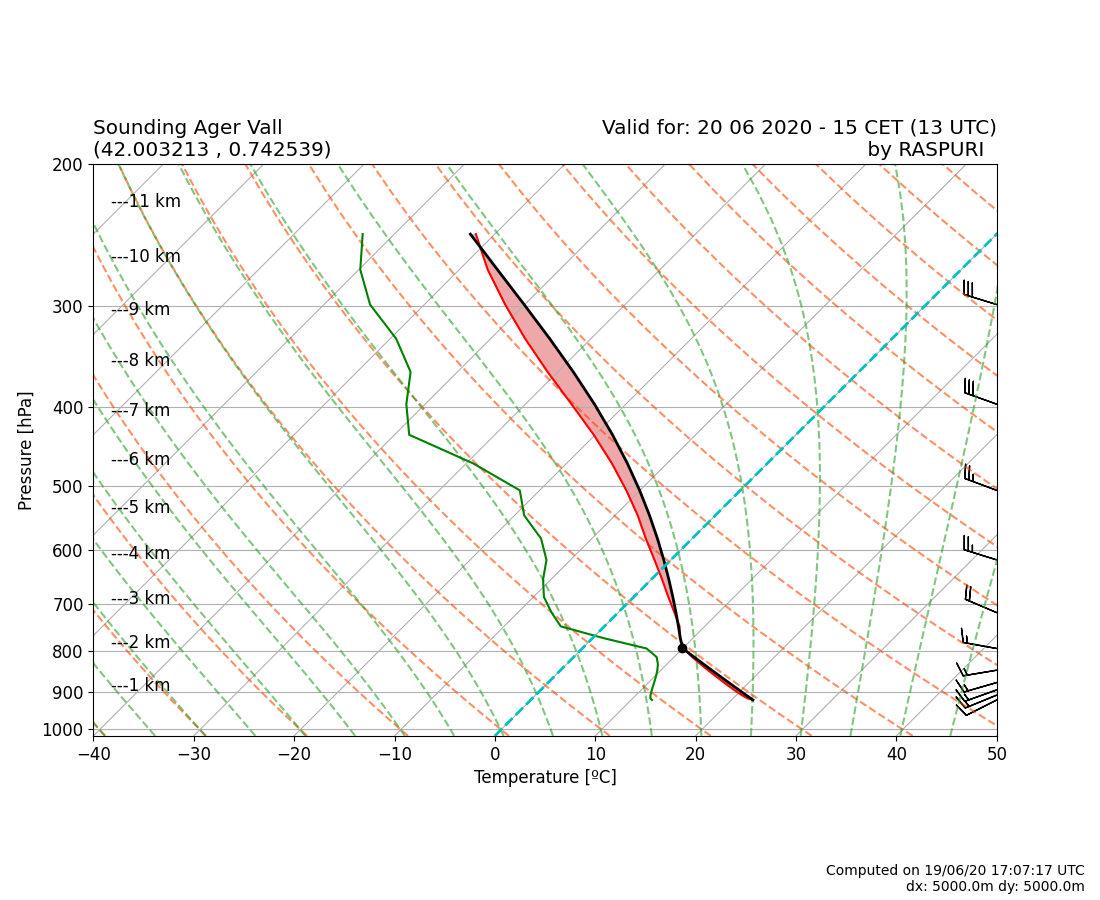 Sounding Ager Vall
(42.003213 , 0.742539)
Valid for: 20 06 2020 - 15 CET (13 UTC)
by RASPURI
200
300
400
500
600
700
800
900
1000
Pressure [hPa]
---11 km
---10 km
---9 km
---8 km
---7 km
---6 km
---5 km
---4 km
---3 km
---2 km
---1 km
−40 −30 −20 −10 0 10 20 30 40 50
Temperature [ºC]
Computed on 19/06/20 17:07:17 UTC
dx: 5000.0m dy: 5000.0m